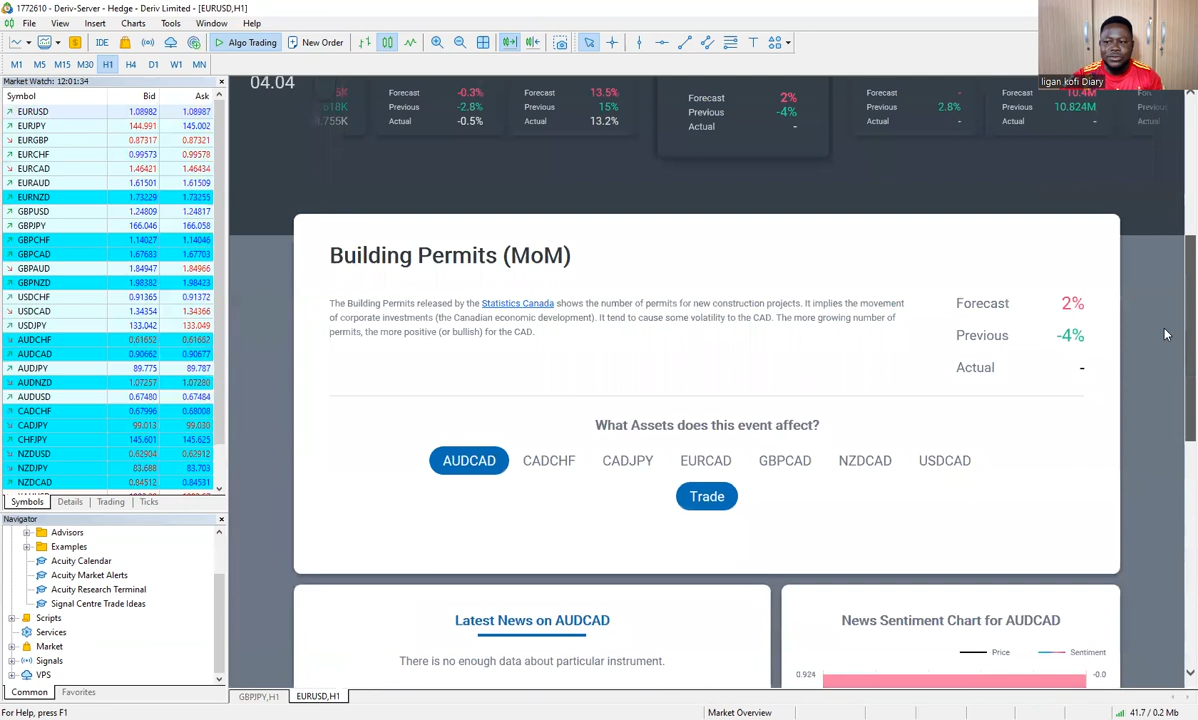 1772610 - Deriv-Server - Hedge - Deriv Limited - [EURUSD,H1]
File View Insert Charts Tools Window Help
IDE Algo Trading New Order
M1 M5 M15 M30 H1 H4 D1 W1 MN
ligan kofi Diary
Market Watch: 12:01:34
Symbol Bid Ask
EURUSD 1.08982 1.08987
EURJPY 144.991 145.002
EURGBP 0.87317 0.87321
EURCHF 0.99573 0.99578
EURCAD 1.46421 1.46434
EURAUD 1.61501 1.61509
EURNZD 1.73229 1.73255
GBPUSD 1.24809 1.24817
GBPJPY 166.046 166.058
GBPCHF 1.14027 1.14046
GBPCAD 1.67683 1.67703
GBPAUD 1.84947 1.84966
GBPNZD 1.98382 1.98423
USDCHF 0.91365 0.91372
USDCAD 1.34354 1.34366
USDJPY 133.042 133.049
AUDCHF 0.61652 0.61682
AUDCAD 0.90662 0.90677
AUDJPY 89.775 89.787
AUDNZD 1.07257 1.07280
AUDUSD 0.67480 0.67484
CADCHF 0.67996 0.68008
CADJPY 99.013 99.030
CHFJPY 145.601 145.625
NZDUSD 0.62904 0.62912
NZDJPY 83.688 83.703
NZDCAD 0.84512 0.84531
Symbols Details Trading Ticks
Navigator
Advisors
Examples
Acuity Calendar
Acuity Market Alerts
Acuity Research Terminal
Signal Centre Trade Ideas
Scripts
Services
Market
Signals
VPS
Common Favorites
04.04
Forecast -0.3%
Previous -2.8%
Actual -0.5%
Forecast 13.5%
Previous 15%
Actual 13.2%
Forecast 2%
Previous -4%
Actual -
Forecast -
Previous 2.8%
Actual -
Forecast 10.4M
Previous 10.824M
Actual -
Building Permits (MoM)
The Building Permits released by the Statistics Canada shows the number of permits for new construction projects. It implies the movement
of corporate investments (the Canadian economic development). It tend to cause some volatility to the CAD. The more growing number of
permits, the more positive (or bullish) for the CAD.
Forecast 2%
Previous -4%
Actual -
What Assets does this event affect?
AUDCAD CADCHF CADJPY EURCAD GBPCAD NZDCAD USDCAD
Trade
Latest News on AUDCAD
There is no enough data about particular instrument.
News Sentiment Chart for AUDCAD
Price Sentiment
0.924 -0.0
GBPJPY,H1 EURUSD,H1
For Help, press F1
Market Overview
41.7 / 0.2 Mb